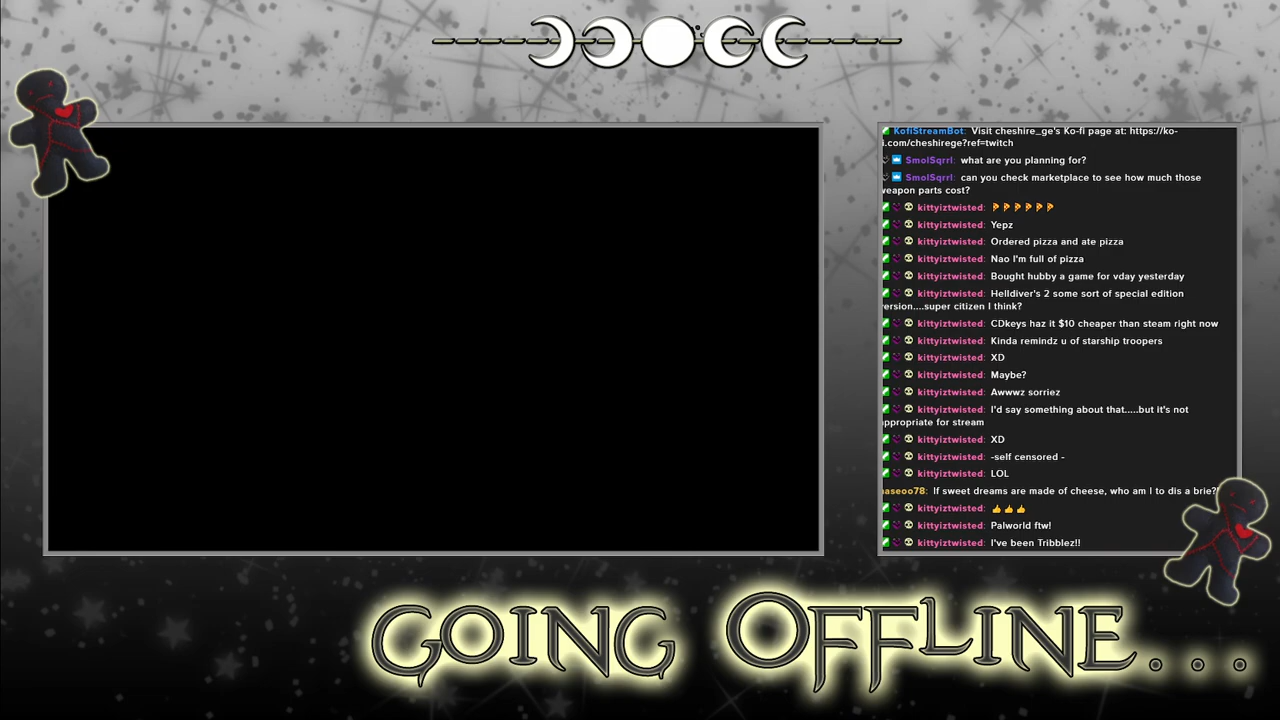 KofiStreamBot: Visit cheshire_ge's Ko-fi page at: https://ko-
i.com/cheshirege?ref=twitch
SmolSqrrl: what are you planning for?
SmolSqrrl: can you check marketplace to see how much those
weapon parts cost?
kittyiztwisted: 🍕🍕🍕🍕🍕🍕
kittyiztwisted: Yepz
kittyiztwisted: Ordered pizza and ate pizza
kittyiztwisted: Nao I'm full of pizza
kittyiztwisted: Bought hubby a game for vday yesterday
kittyiztwisted: Helldiver's 2 some sort of special edition
version....super citizen I think?
kittyiztwisted: CDkeys haz it $10 cheaper than steam right now
kittyiztwisted: Kinda remindz u of starship troopers
kittyiztwisted: XD
kittyiztwisted: Maybe?
kittyiztwisted: Awwwz sorriez
kittyiztwisted: I'd say something about that.....but it's not
appropriate for stream
kittyiztwisted: XD
kittyiztwisted: -self censored -
kittyiztwisted: LOL
naseoo78: If sweet dreams are made of cheese, who am I to dis a brie?
kittyiztwisted: 👍👍👍
kittyiztwisted: Palworld ftw!
kittyiztwisted: I've been Tribblez!!
Going Offline...